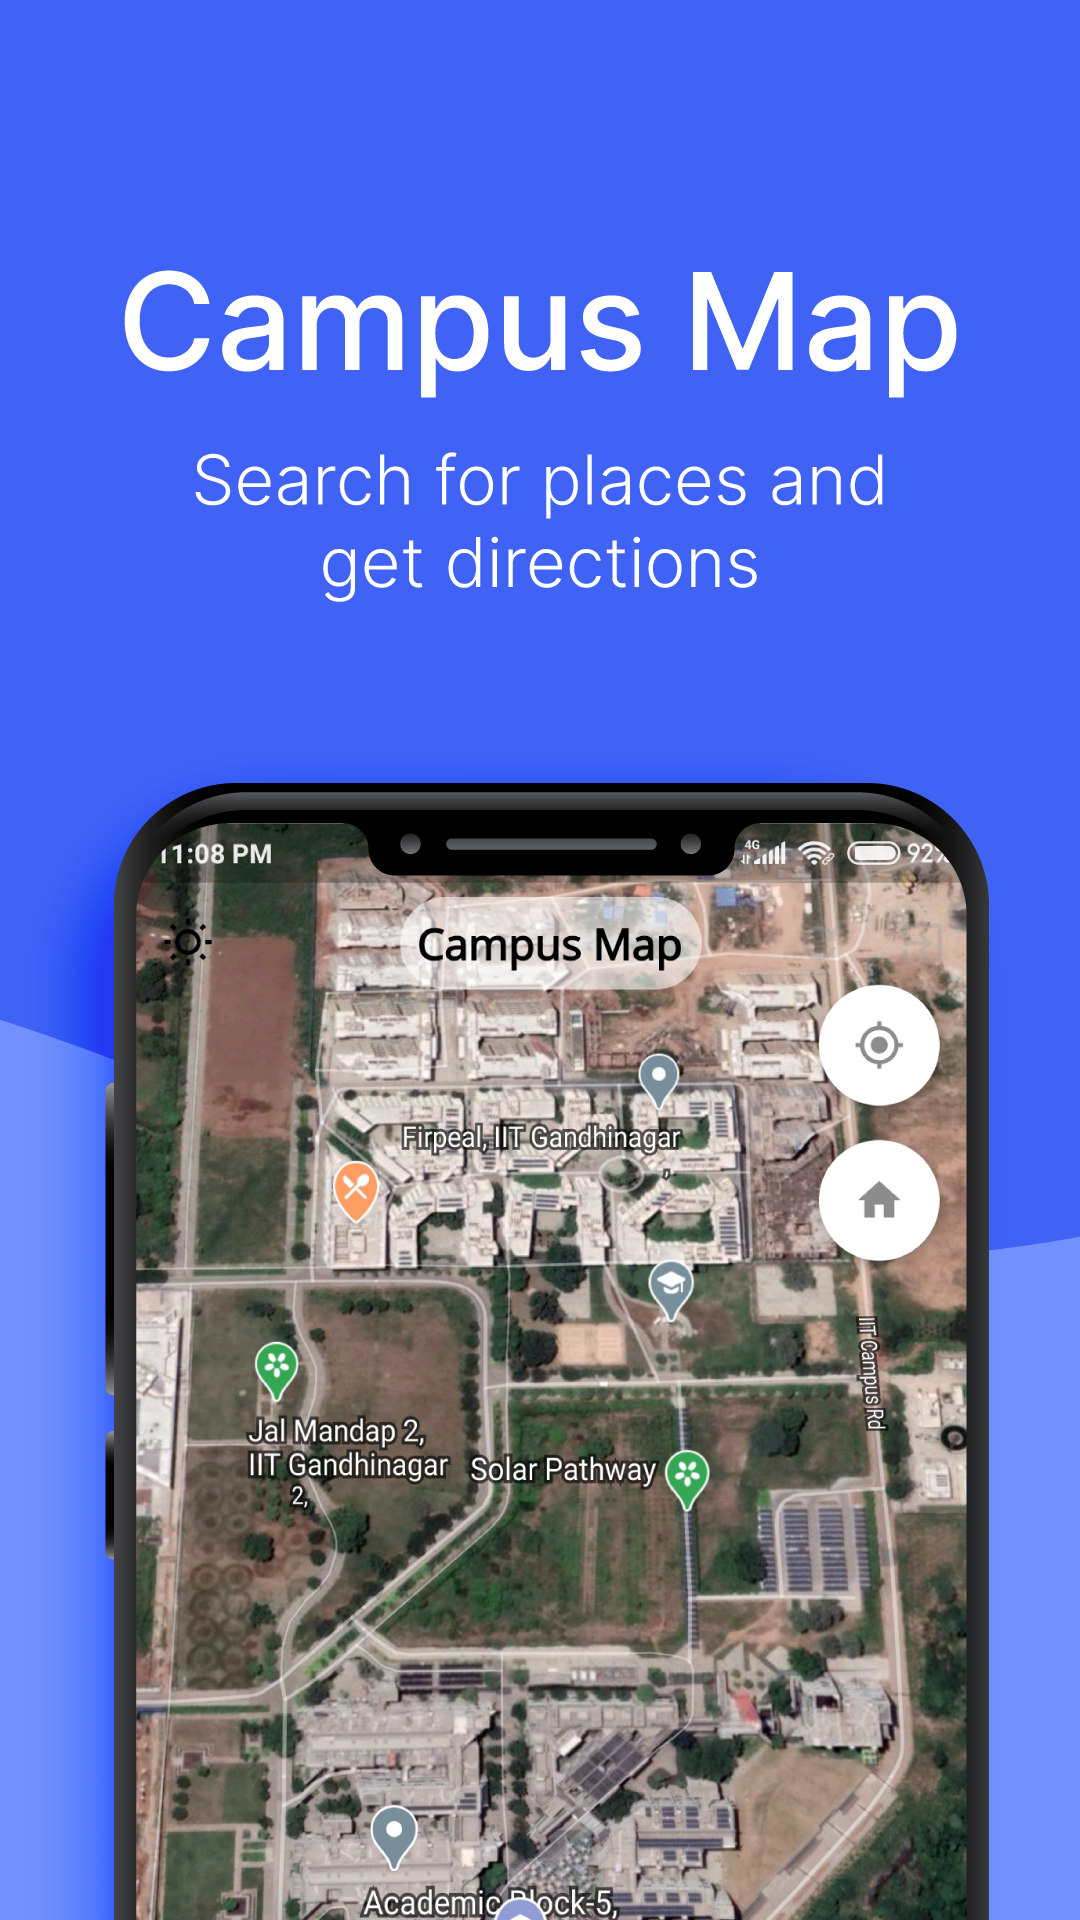 Campus Map
Search for places and
get directions
11:08 PM
4G
92%
Campus Map
Firpeal, IIT Gandhinagar
,
IIT Campus Rd
Jal Mandap 2,
IIT Gandhinagar
2,
Solar Pathway
Academic Block-5,